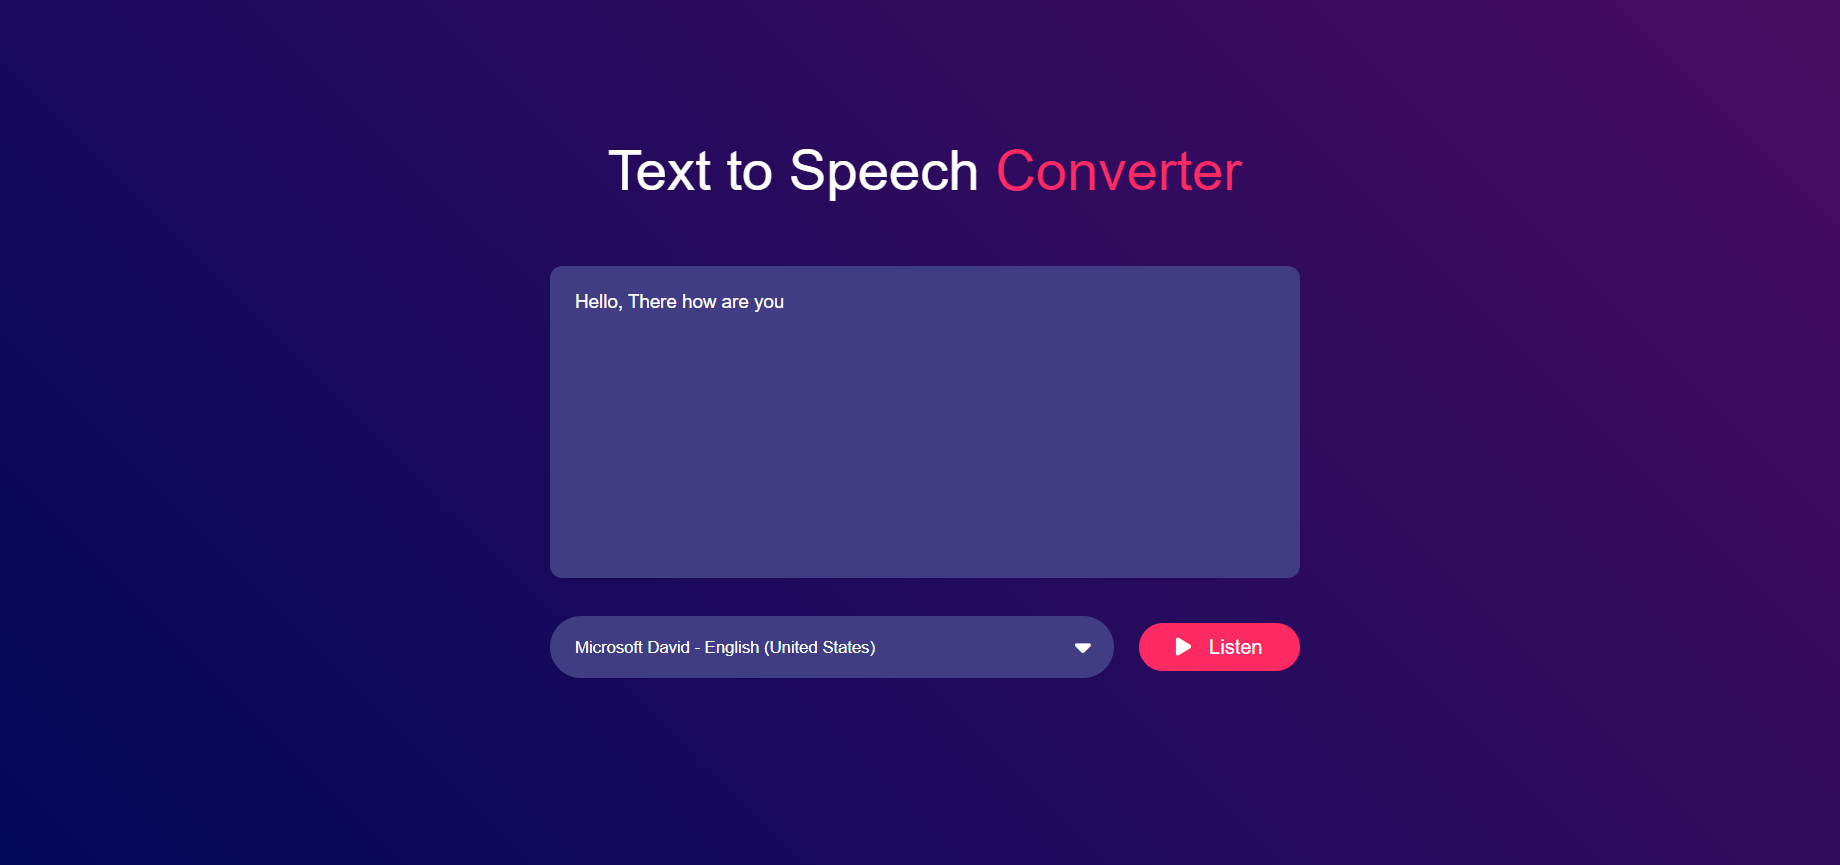 Text to Speech Converter
Hello, There how are you
Microsoft David - English (United States)
Listen